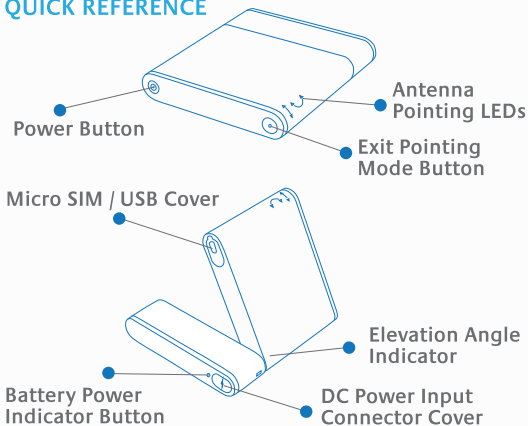 QUICK REFERENCE
Antenna
Pointing LEDs
Power Button
Exit Pointing
Mode Button
Micro SIM / USB Cover
Elevation Angle
Indicator
Battery Power
Indicator Button
DC Power Input
Connector Cover